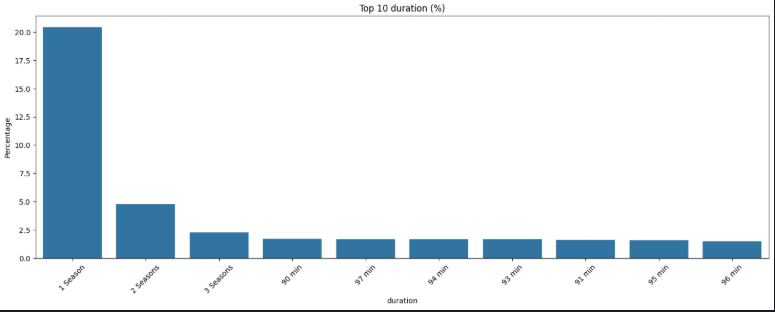 Top 10 duration (%)
20.0
17.5
15.0
12.5
10.0
7.5
5.0
2.5
0.0
Percentage
1 Season
2 Seasons
3 Seasons
90 min
97 min
94 min
93 min
91 min
95 min
96 min
duration